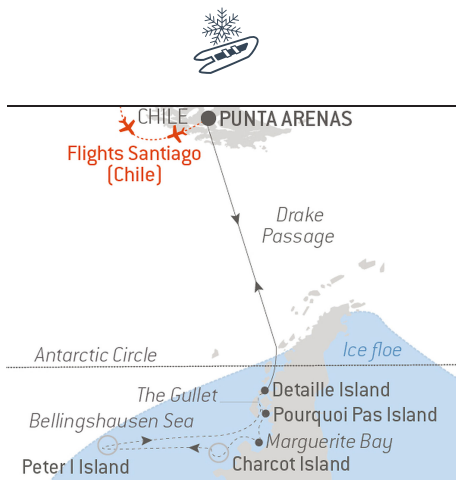 CHILE
PUNTA ARENAS
Flights Santiago
(Chile)
Drake
Passage
Antarctic Circle
Ice floe
The Gullet
Detaille Island
Bellingshausen Sea
Pourquoi Pas Island
Marguerite Bay
Peter I Island
Charcot Island